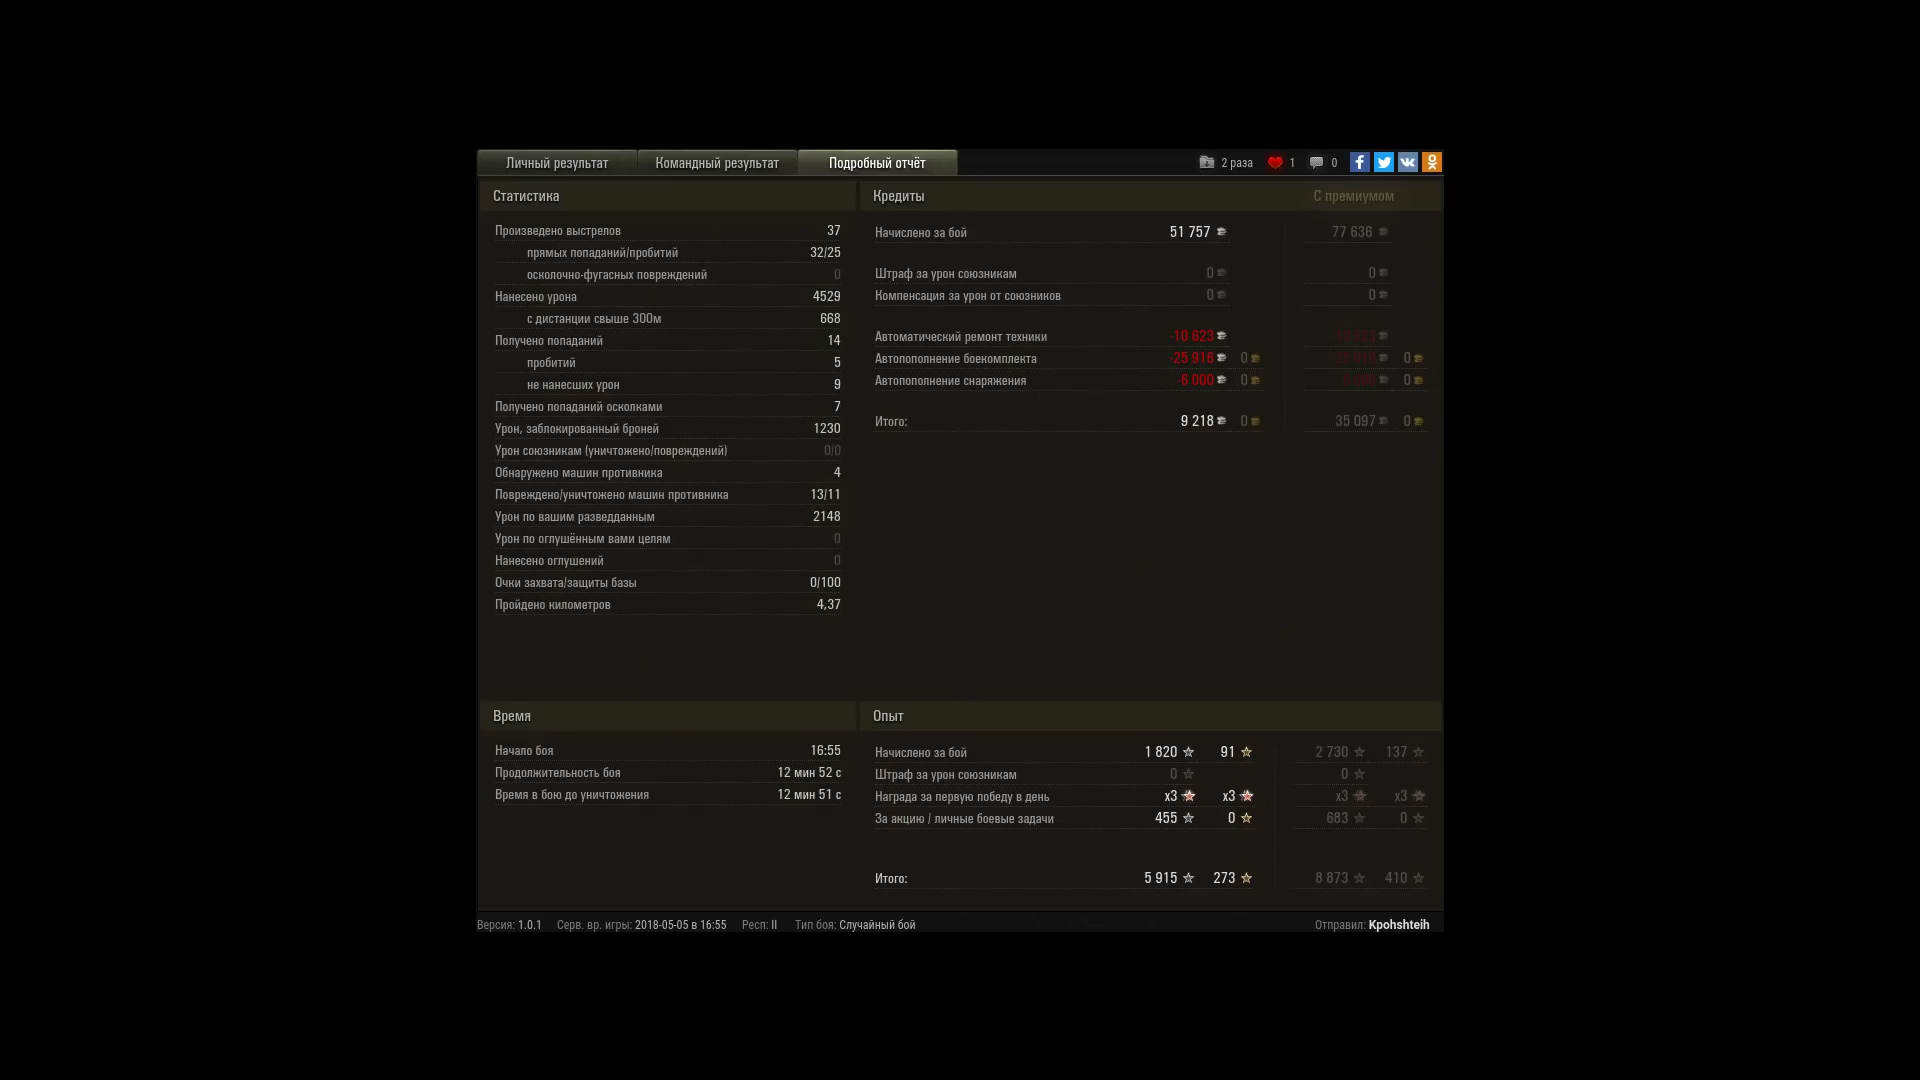 Личный результат Командный результат Подробный отчёт 2 раза 1 0
Статистика
Произведено выстрелов 37
прямых попаданий/пробитий 32/25
осколочно-фугасных повреждений 0
Нанесено урона 4529
с дистанции свыше 300м 668
Получено попаданий 14
пробитий 5
не нанесших урон 9
Получено попаданий осколками 7
Урон, заблокированный броней 1230
Урон союзникам (уничтожено/повреждений) 0/0
Обнаружено машин противника 4
Повреждено/уничтожено машин противника 13/11
Урон по вашим разведданным 2148
Урон по оглушённым вами целям 0
Нанесено оглушений 0
Очки захвата/защиты базы 0/100
Пройдено километров 4,37
Кредиты С премиумом
Начислено за бой 51 757 77 636
Штраф за урон союзникам 0 0
Компенсация за урон от союзников 0 0
Автоматический ремонт техники -10 623
Автопополнение боекомплекта -25 916 0 0
Автопополнение снаряжения -6 000 0 0
Итого: 9 218 0 35 097 0
Время
Начало боя 16:55
Продолжительность боя 12 мин 52 с
Время в бою до уничтожения 12 мин 51 с
Опыт
Начислено за бой 1 820 91 2 730 137
Штраф за урон союзникам 0 0
Награда за первую победу в день x3 x3 x3 x3
За акцию / личные боевые задачи 455 0 683 0
Итого: 5 915 273 8 873 410
Версия: 1.0.1 Серв. вр. игры: 2018-05-05 в 16:55 Респ: II Тип боя: Случайный бой Отправил: Kpohshteih